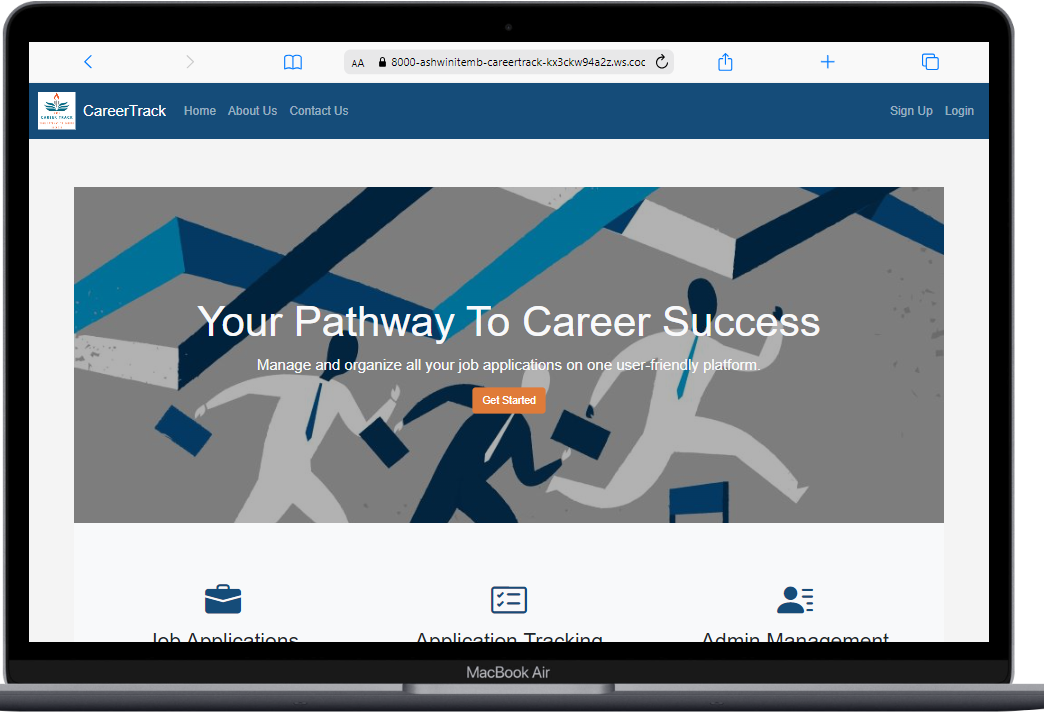 AA 8000-ashwinitemb-careertrack-kx3ckw94a2z.ws.coc
CAREER TRACK
CareerTrack Home About Us Contact Us Sign Up Login
Your Pathway To Career Success
Manage and organize all your job applications on one user-friendly platform.
Get Started
Job Applications Application Tracking Admin Management
MacBook Air